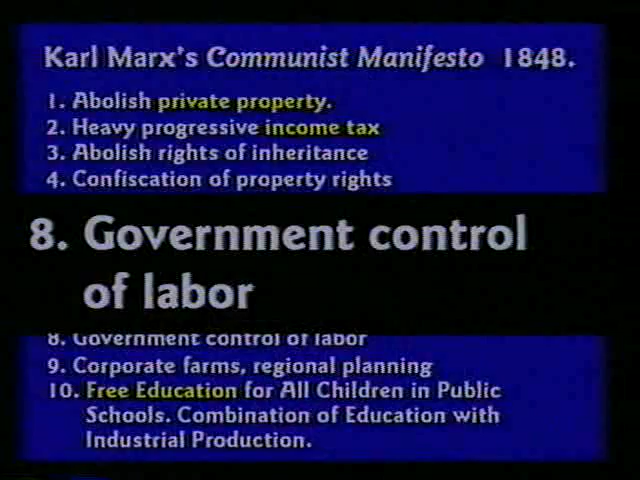 Karl Marx's Communist Manifesto 1848.
1. Abolish private property.
2. Heavy progressive income tax
3. Abolish rights of inheritance
4. Confiscation of property rights
8. Government control
of labor
8. Government control of labor
9. Corporate farms, regional planning
10. Free Education for All Children in Public
Schools. Combination of Education with
Industrial Production.